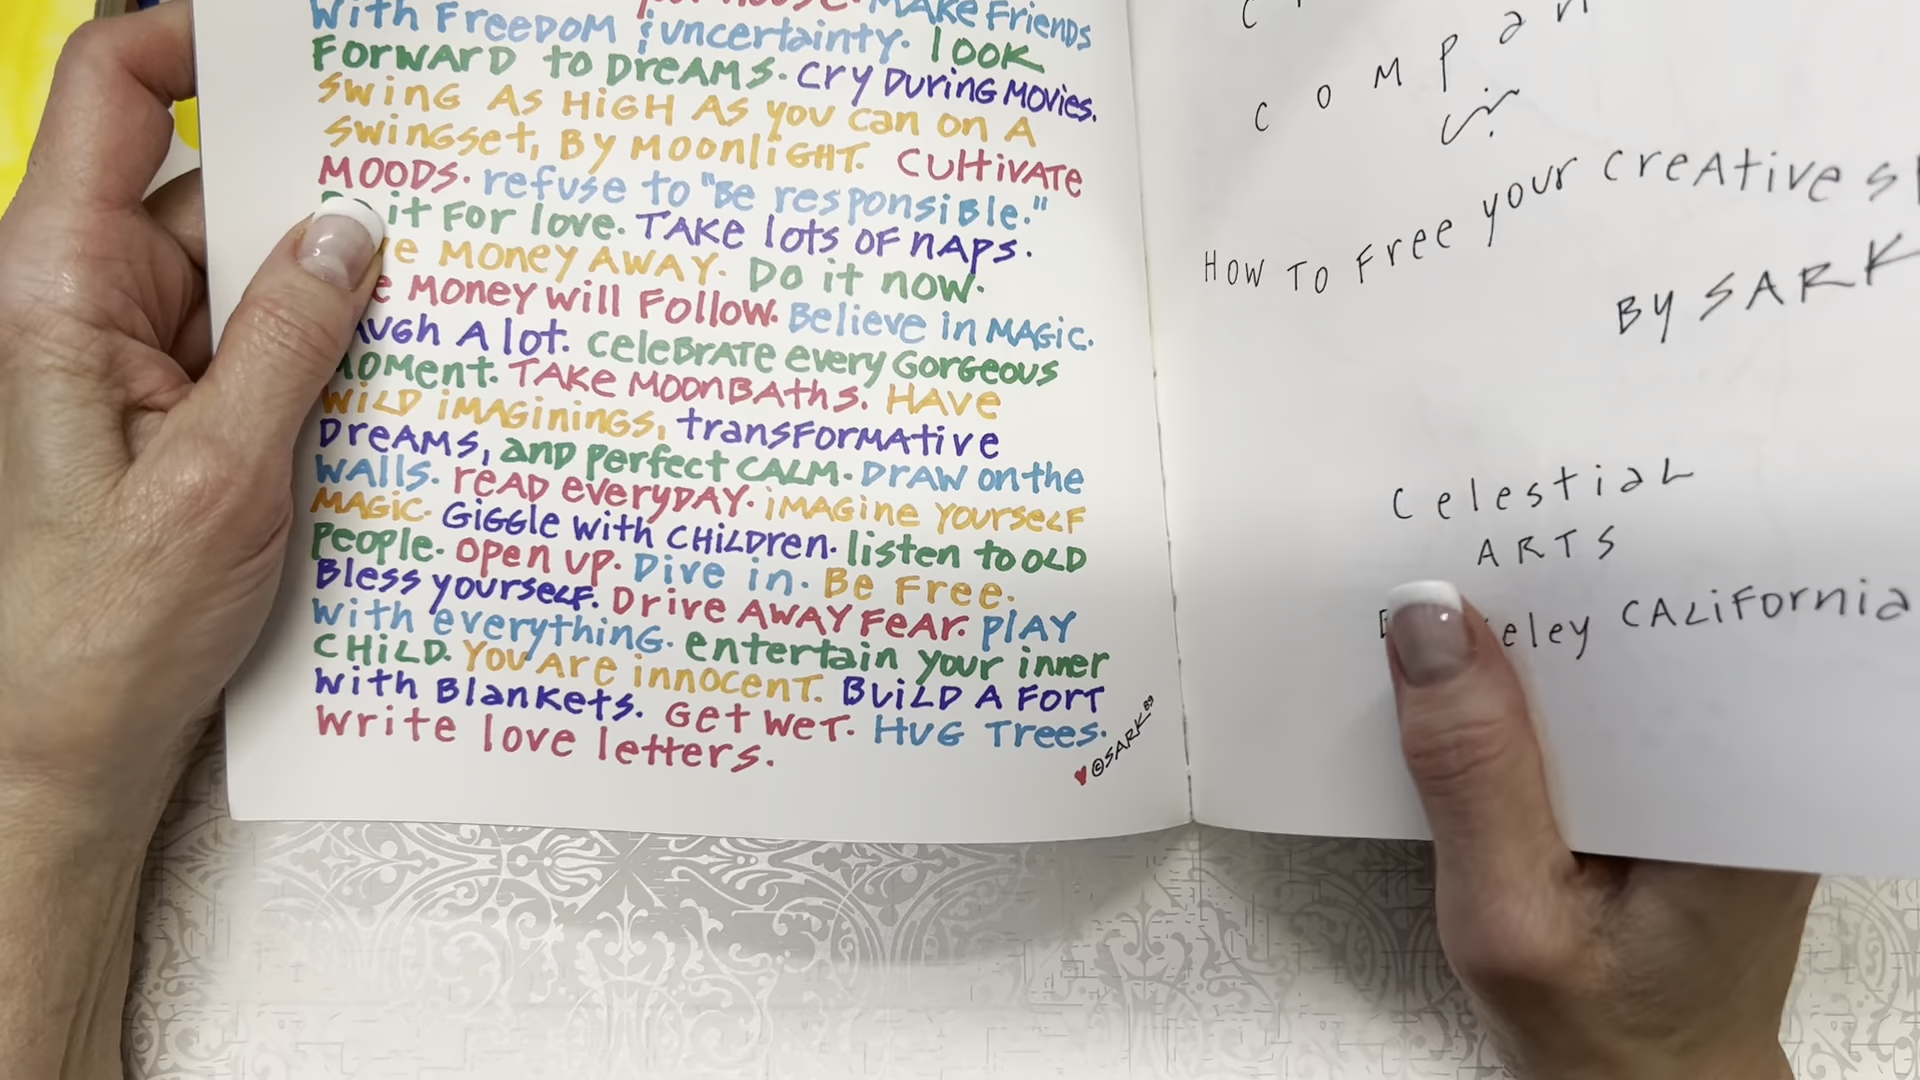 House. MAKE Friends
With Freedom & uncertainty. look
Forward to Dreams. Cry During Movies.
Swing As High As you can on A
Swingset, By Moonlight. Cultivate
Moods. refuse to "Be responsible."
it For love. Take lots of naps.
Money Away. Do it now.
Money will Follow. Believe in Magic.
A lot. Celebrate every Gorgeous
Moment. Take Moonbaths. Have
Wild imaginings, transformative
Dreams, and perfect Calm. Draw on the
Walls. read everyday. imagine yourself
Magic. Giggle with Children. listen to old
People. Open up. Dive in. Be Free.
Bless yourself. Drive Away Fear. Play
With everything. entertain your inner
Child. You Are innocent. Build A Fort
With Blankets. Get Wet. Hug Trees.
Write love letters.
♥ © SARK 89
How To Free your Creative
By SARK
Celestial
ARTS
California